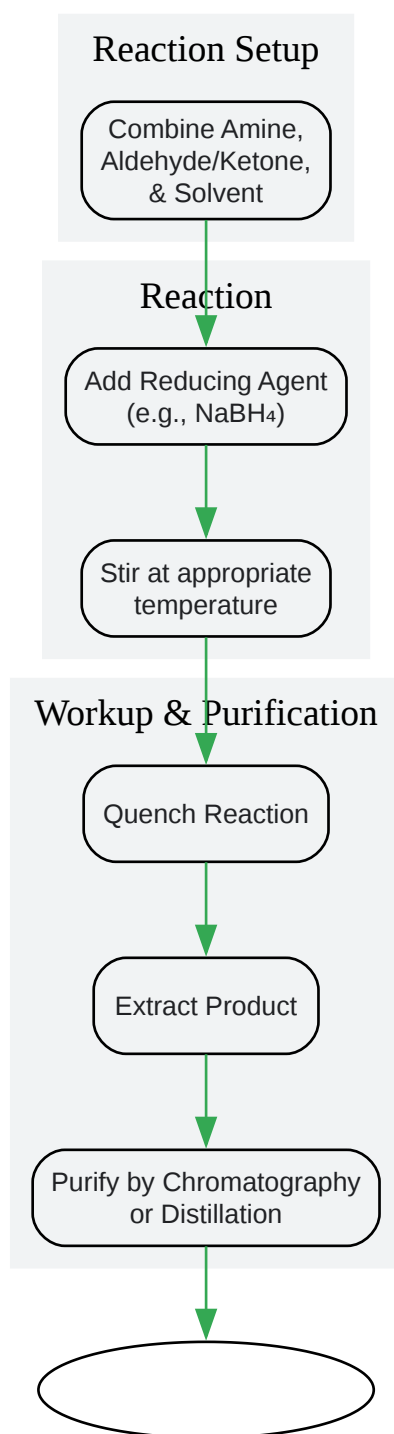 Reaction Setup
Combine Amine,
Aldehyde/Ketone,
& Solvent
Reaction
Add Reducing Agent
(e.g., NaBH₄)
Stir at appropriate
temperature
Workup & Purification
Quench Reaction
Extract Product
Purify by Chromatography
or Distillation